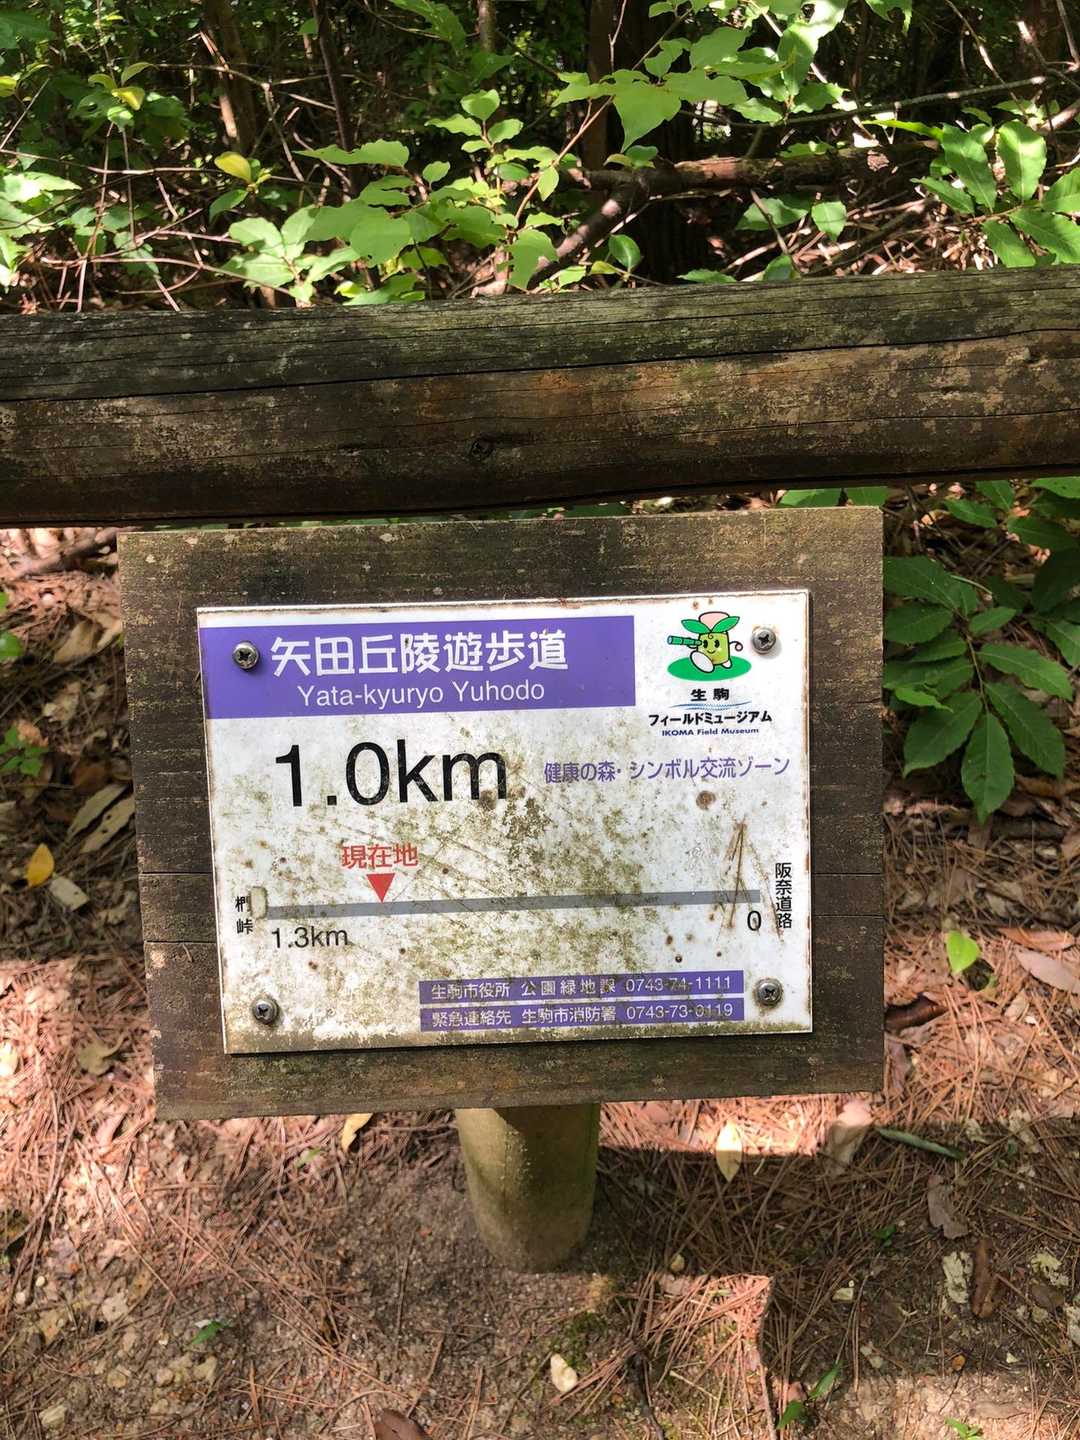 矢田丘陵遊歩道
Yata-kyuryo Yuhodo
生駒
フィールドミュージアム
IKOMA Field Museum
1.0km
健康の森・シンボル交流ゾーン
現在地
椚峠
1.3km
0
阪奈道路
生駒市役所 公園緑地課 0743-74-1111
緊急連絡先 生駒市消防署 0743-73-0119